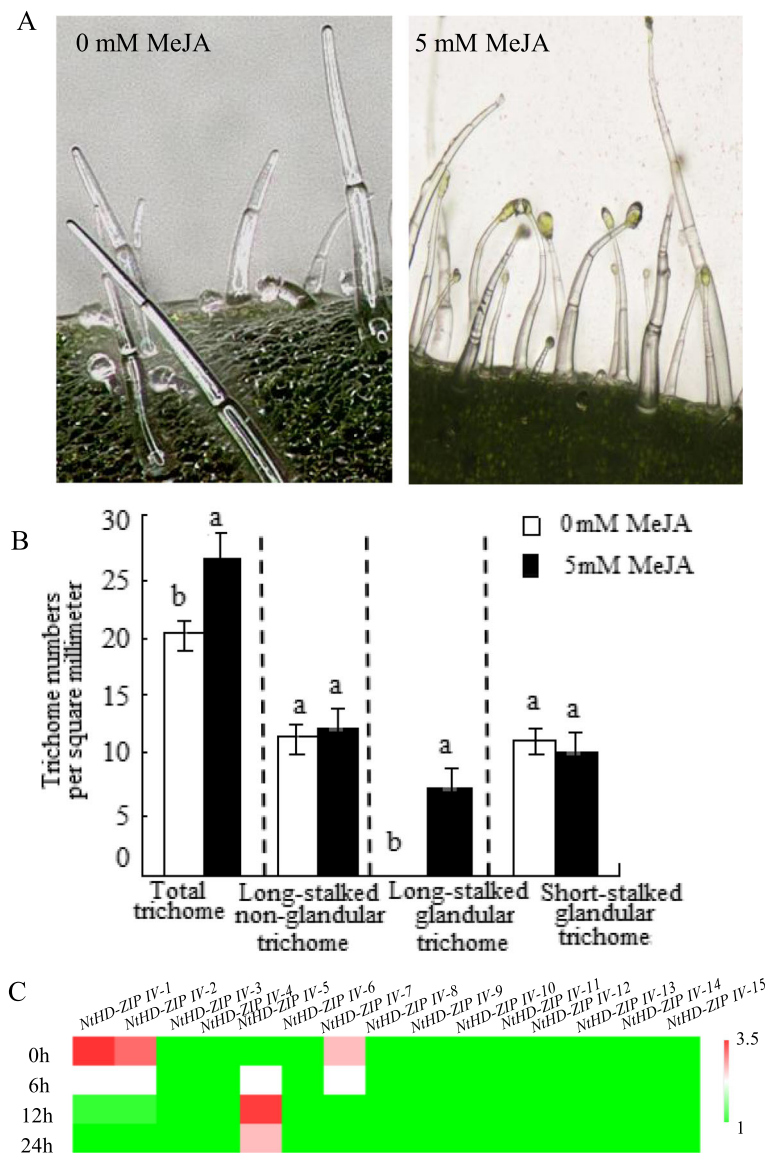 A
0 mM MeJA
5 mM MeJA
B
Trichome numbers
per square millimeter
30
25
20
15
10
5
0
a
b
a
a
b
a
a
a
0mM MeJA
5mM MeJA
Total
trichome
Long-stalked
non-glandular
trichome
Long-stalked
glandular
trichome
Short-stalked
glandular
trichome
C
NtHD-ZIP IV-1
NtHD-ZIP IV-2
NtHD-ZIP IV-3
NtHD-ZIP IV-4
NtHD-ZIP IV-5
NtHD-ZIP IV-6
NtHD-ZIP IV-7
NtHD-ZIP IV-8
NtHD-ZIP IV-9
NtHD-ZIP IV-10
NtHD-ZIP IV-11
NtHD-ZIP IV-12
NtHD-ZIP IV-13
NtHD-ZIP IV-14
NtHD-ZIP IV-15
0h
6h
12h
24h
3.5
1